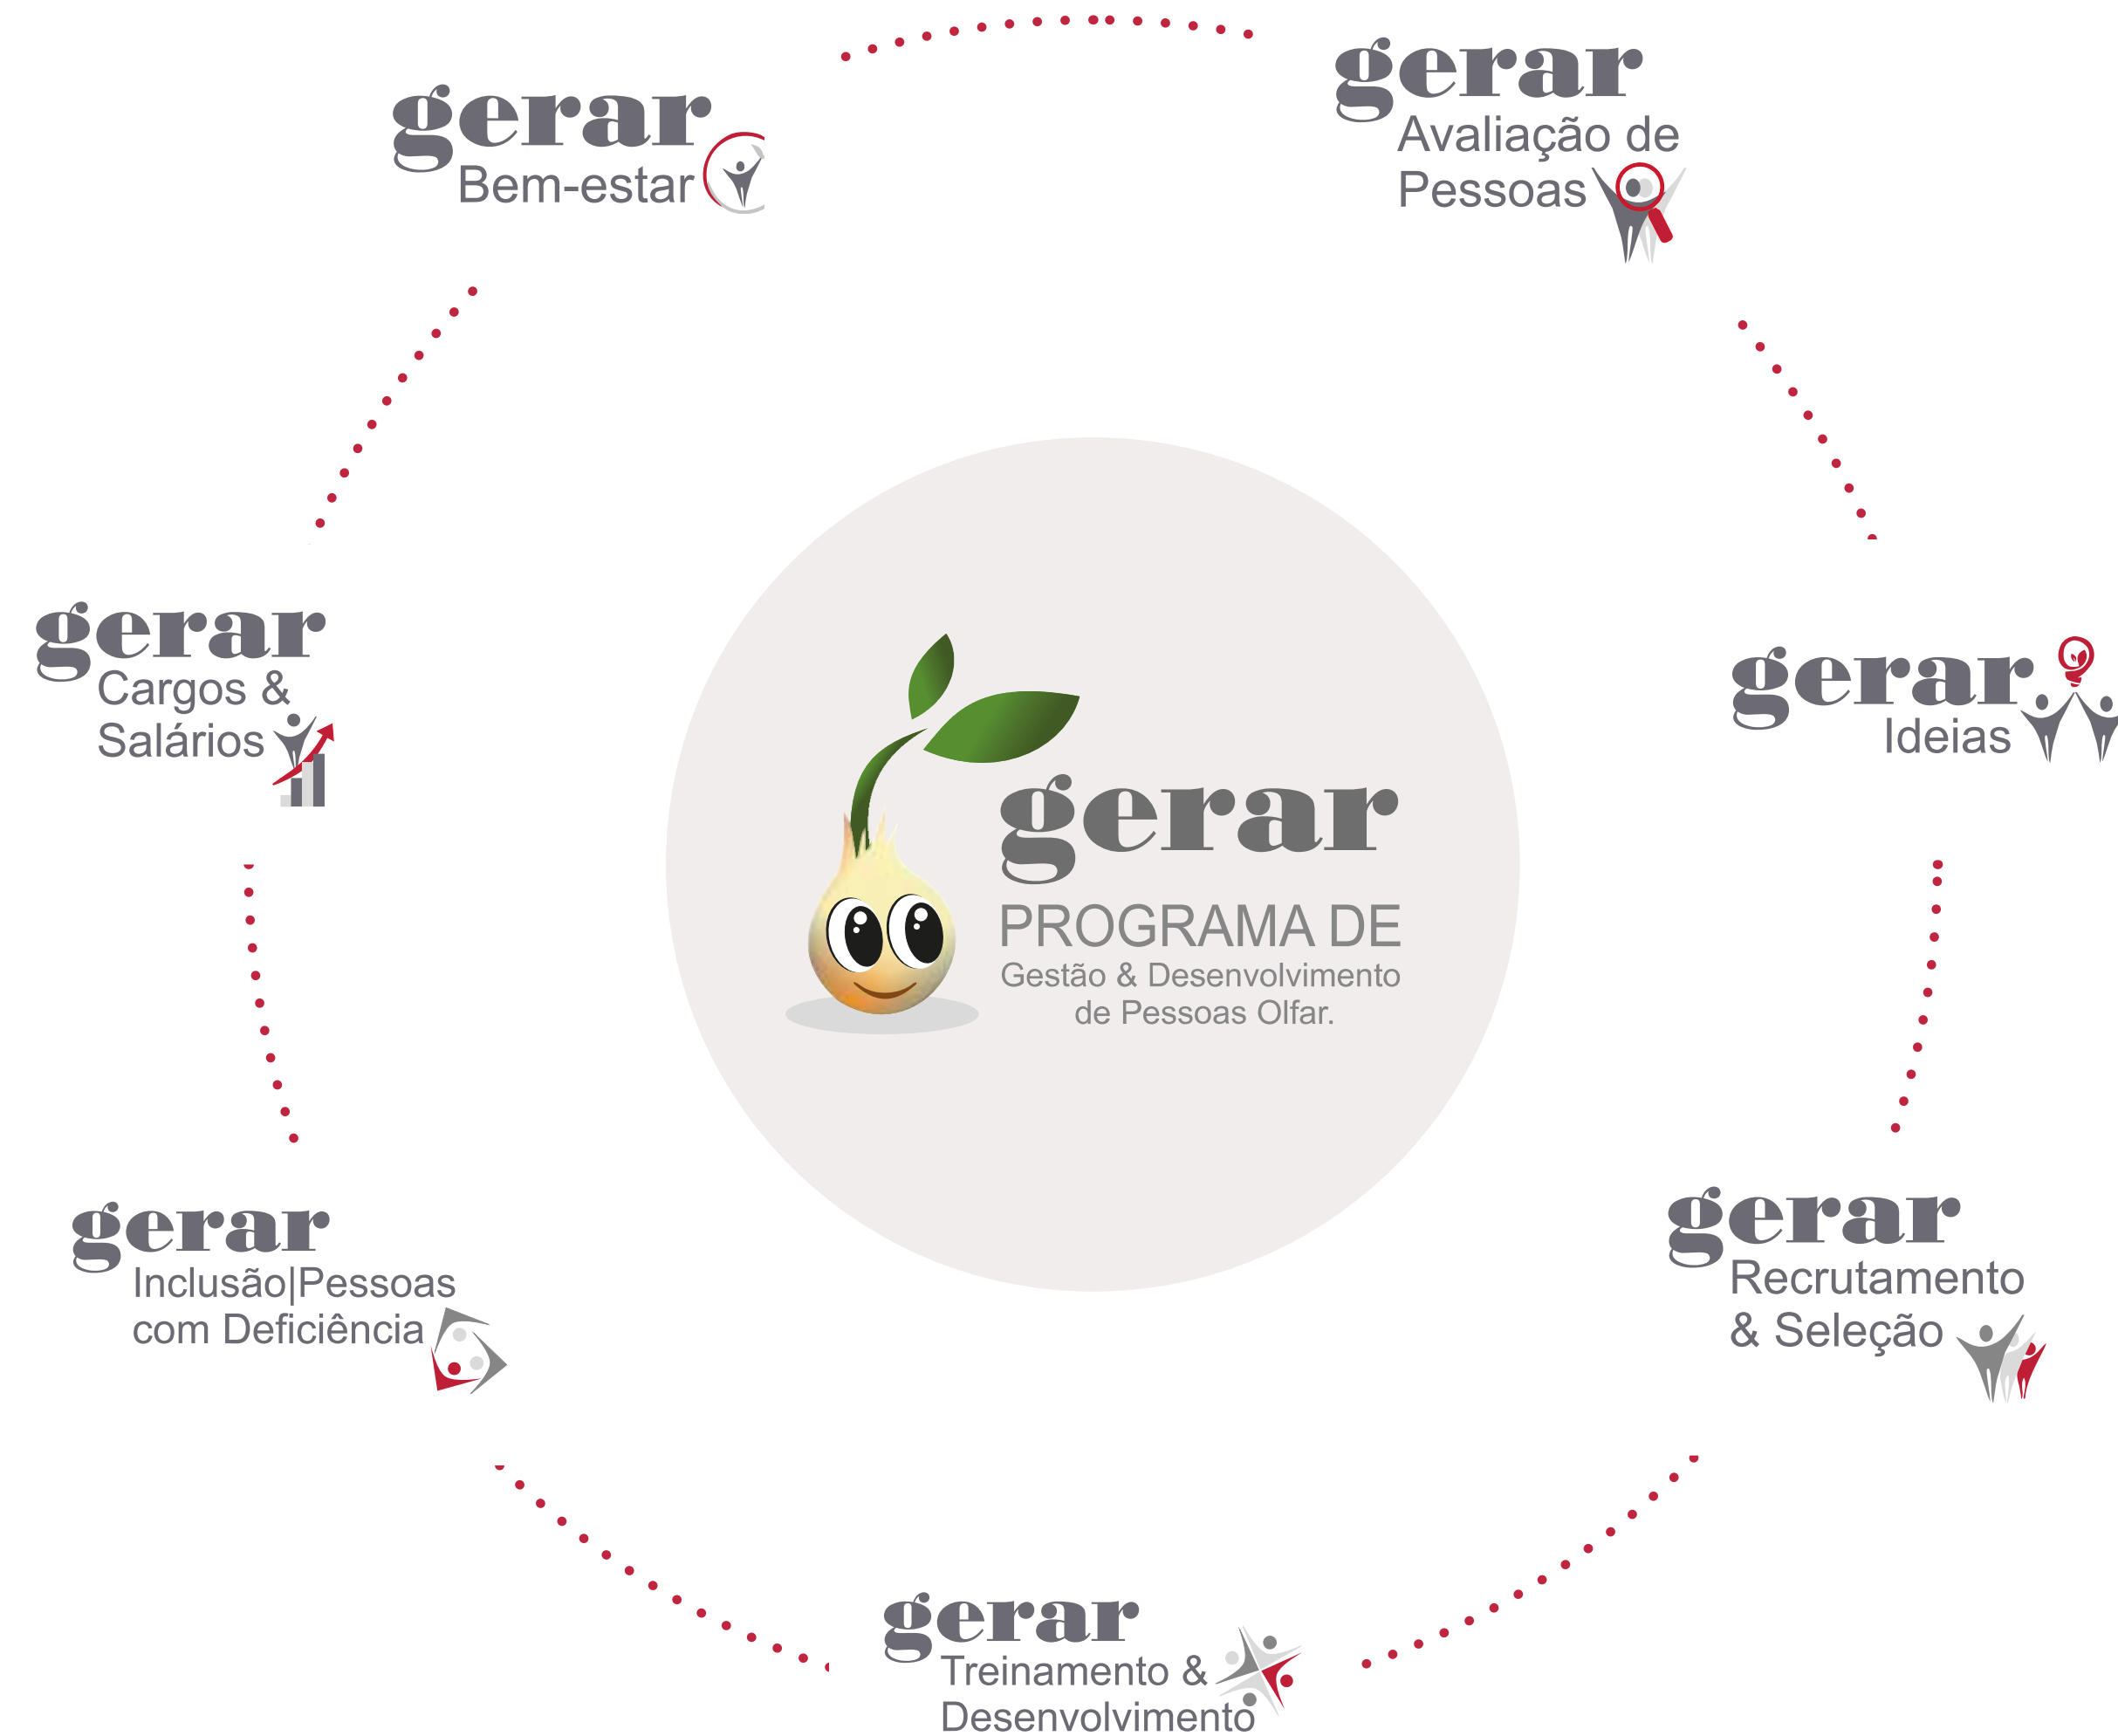 gerar
Bem-estar
gerar
Avaliação de
Pessoas
gerar
Cargos &
Salários
gerar
Ideias
gerar
PROGRAMA DE
Gestão & Desenvolvimento
de Pessoas Olfar.
gerar
Inclusão|Pessoas
com Deficiência
gerar
Recrutamento
& Seleção
gerar
Treinamento &
Desenvolvimento